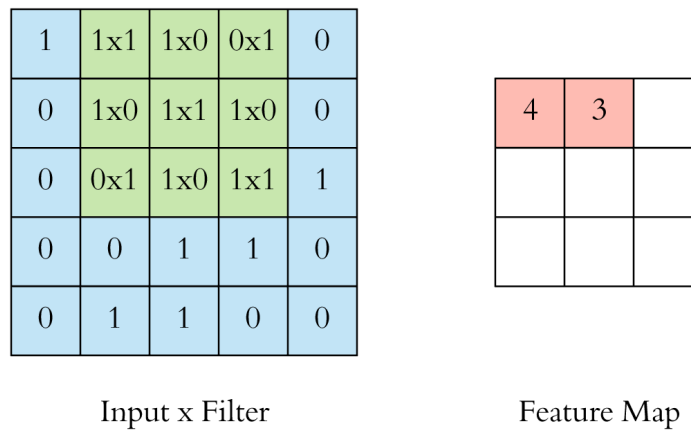 1 1x1 1x0 0x1 0
0 1x0 1x1 1x0 0
4 3
0 0x1 1x0 1x1 1
0 0 1 1 0
0 1 1 0 0
Input x Filter
Feature Map